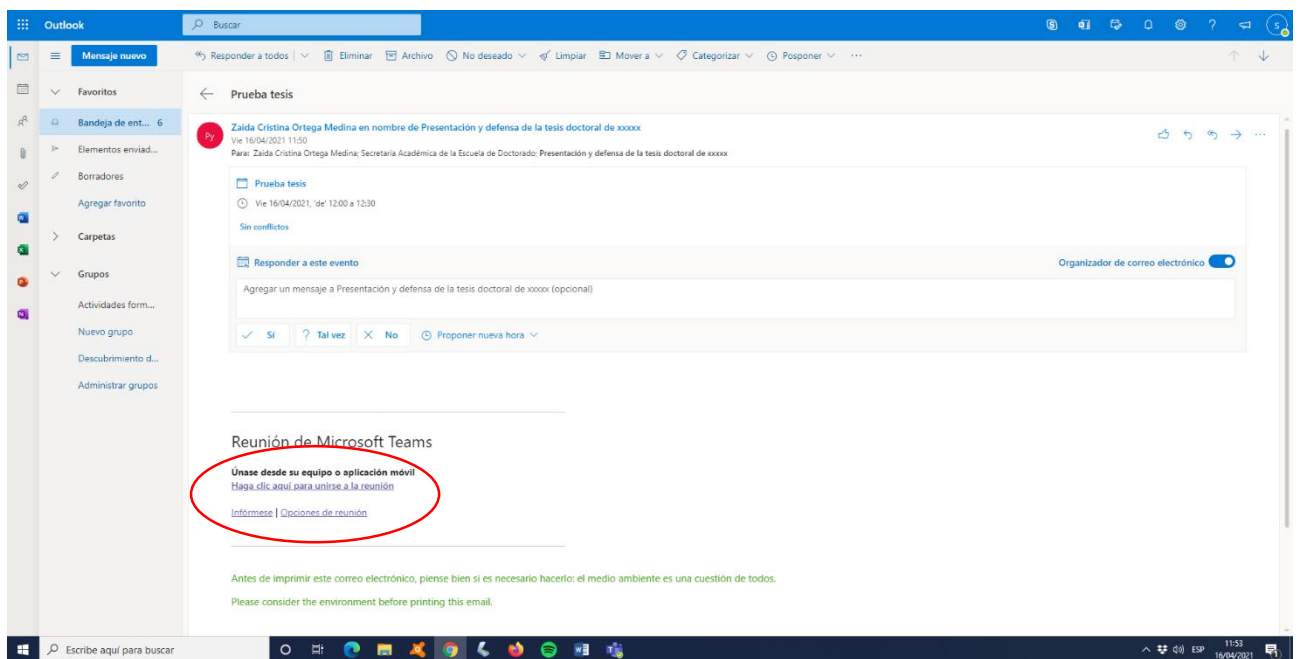 Outlook
Buscar
S
Mensaje nuevo
Responder a todos
Eliminar
Archivo
No deseado
Limpiar
Mover a
Categorizar
Posponer
Favoritos
Bandeja de ent... 6
Elementos enviad...
Borradores
Agregar favorito
Carpetas
Grupos
Actividades form...
Nuevo grupo
Descubrimiento d...
Administrar grupos
Prueba tesis
Py
Zaida Cristina Ortega Medina en nombre de Presentación y defensa de la tesis doctoral de xxxxx
Vie 16/04/2021 11:50
Para: Zaida Cristina Ortega Medina; Secretaria Académica de la Escuela de Doctorado; Presentación y defensa de la tesis doctoral de xxxxx
Prueba tesis
Vie 16/04/2021, 'de' 12:00 a 12:30
Sin conflictos
Responder a este evento
Organizador de correo electrónico
Agregar un mensaje a Presentación y defensa de la tesis doctoral de xxxxx (opcional)
Sí
? Tal vez
No
Proponer nueva hora
Reunión de Microsoft Teams
Únase desde su equipo o aplicación móvil
Haga clic aquí para unirse a la reunión
Infórmese | Opciones de reunión
Antes de imprimir este correo electrónico, piense bien si es necesario hacerlo: el medio ambiente es una cuestión de todos.
Please consider the environment before printing this email.
Escribe aquí para buscar
ESP
11:53
16/04/2021